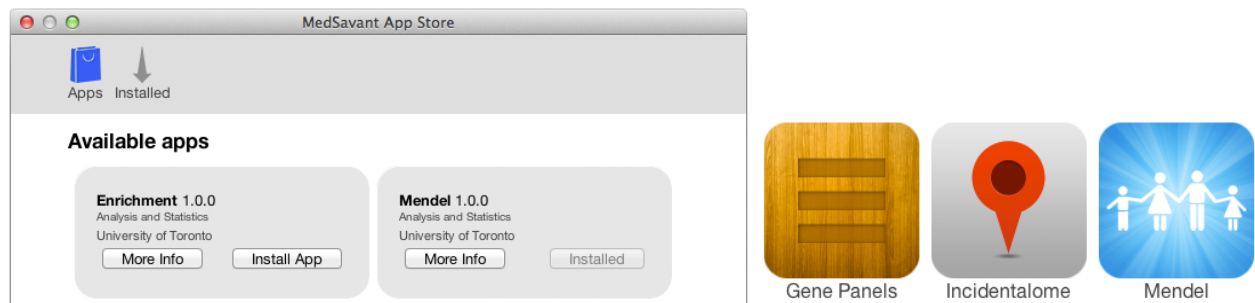 MedSavant App Store
Apps Installed
Available apps
Enrichment 1.0.0
Analysis and Statistics
University of Toronto
More Info Install App
Mendel 1.0.0
Analysis and Statistics
University of Toronto
More Info Installed
Gene Panels Incidentalome Mendel